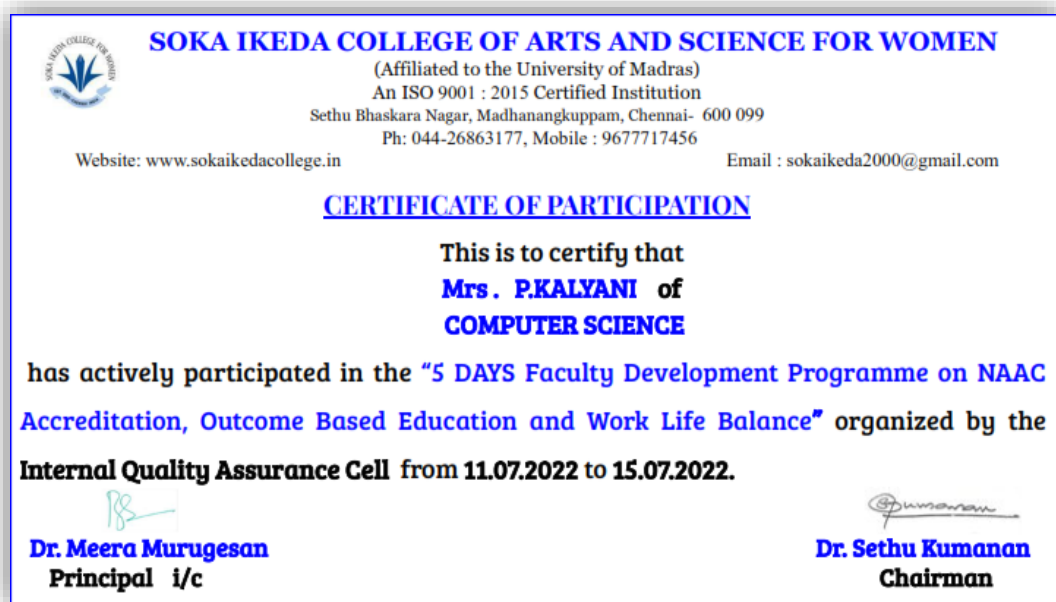 SOKA IKEDA COLLEGE FOR WOMEN
SOKA IKEDA COLLEGE OF ARTS AND SCIENCE FOR WOMEN
(Affiliated to the University of Madras)
An ISO 9001 : 2015 Certified Institution
Sethu Bhaskara Nagar, Madhanangkuppam, Chennai- 600 099
Ph: 044-26863177, Mobile : 9677717456
Website: www.sokaikedacollege.in Email : sokaikeda2000@gmail.com
CERTIFICATE OF PARTICIPATION
This is to certify that
Mrs . P.KALYANI of
COMPUTER SCIENCE
has actively participated in the “5 DAYS Faculty Development Programme on NAAC
Accreditation, Outcome Based Education and Work Life Balance” organized by the
Internal Quality Assurance Cell from 11.07.2022 to 15.07.2022.
Dr. Meera Murugesan Dr. Sethu Kumanan
Principal i/c Chairman